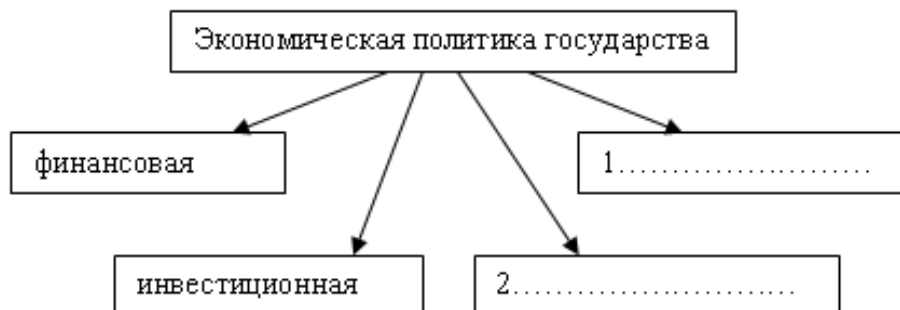 Экономическая политика государства
финансовая
1........................
инвестиционная
2...........................